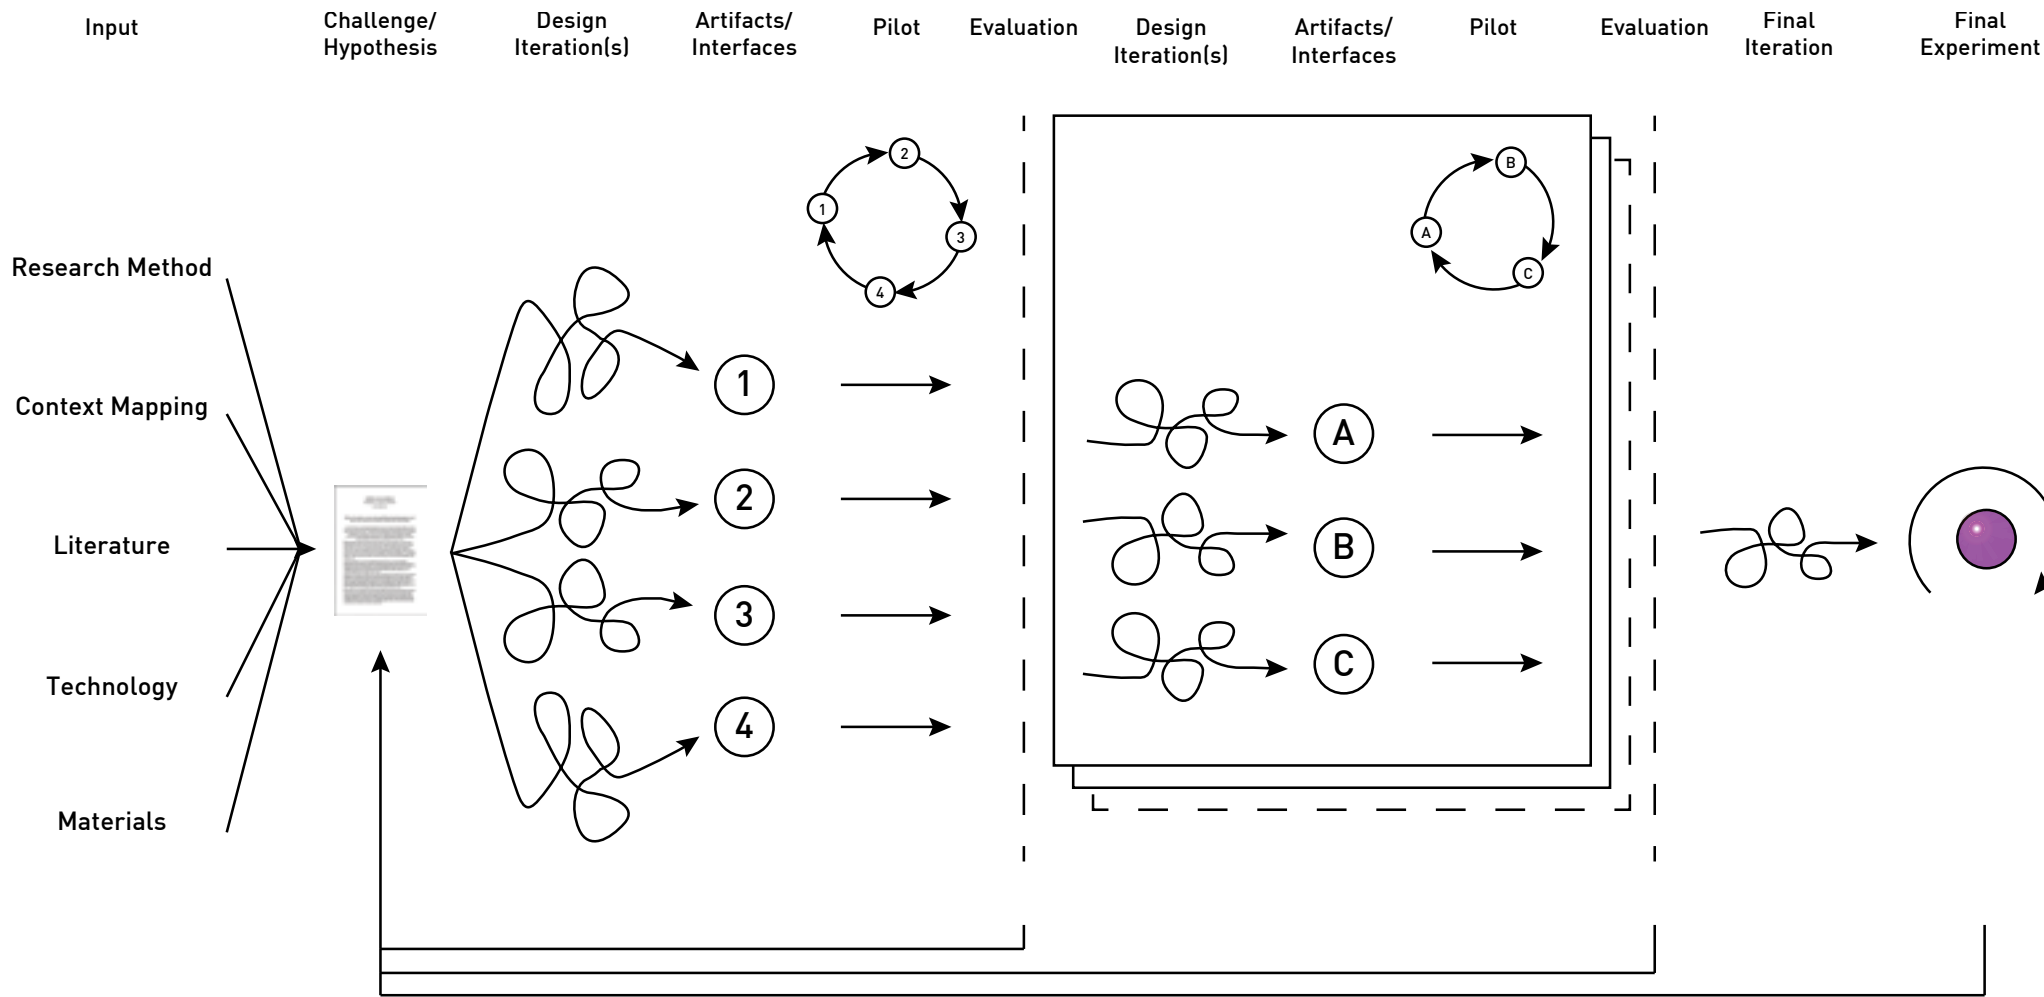 Input
Challenge/
Hypothesis
Design
Iteration(s)
Artifacts/
Interfaces
Pilot
Evaluation
Design
Iteration(s)
Artifacts/
Interfaces
Pilot
Evaluation
Final
Iteration
Final
Experiment
2
1
3
4
B
A
C
Research Method
Context Mapping
Literature
Technology
Materials
1
2
3
4
A
B
C